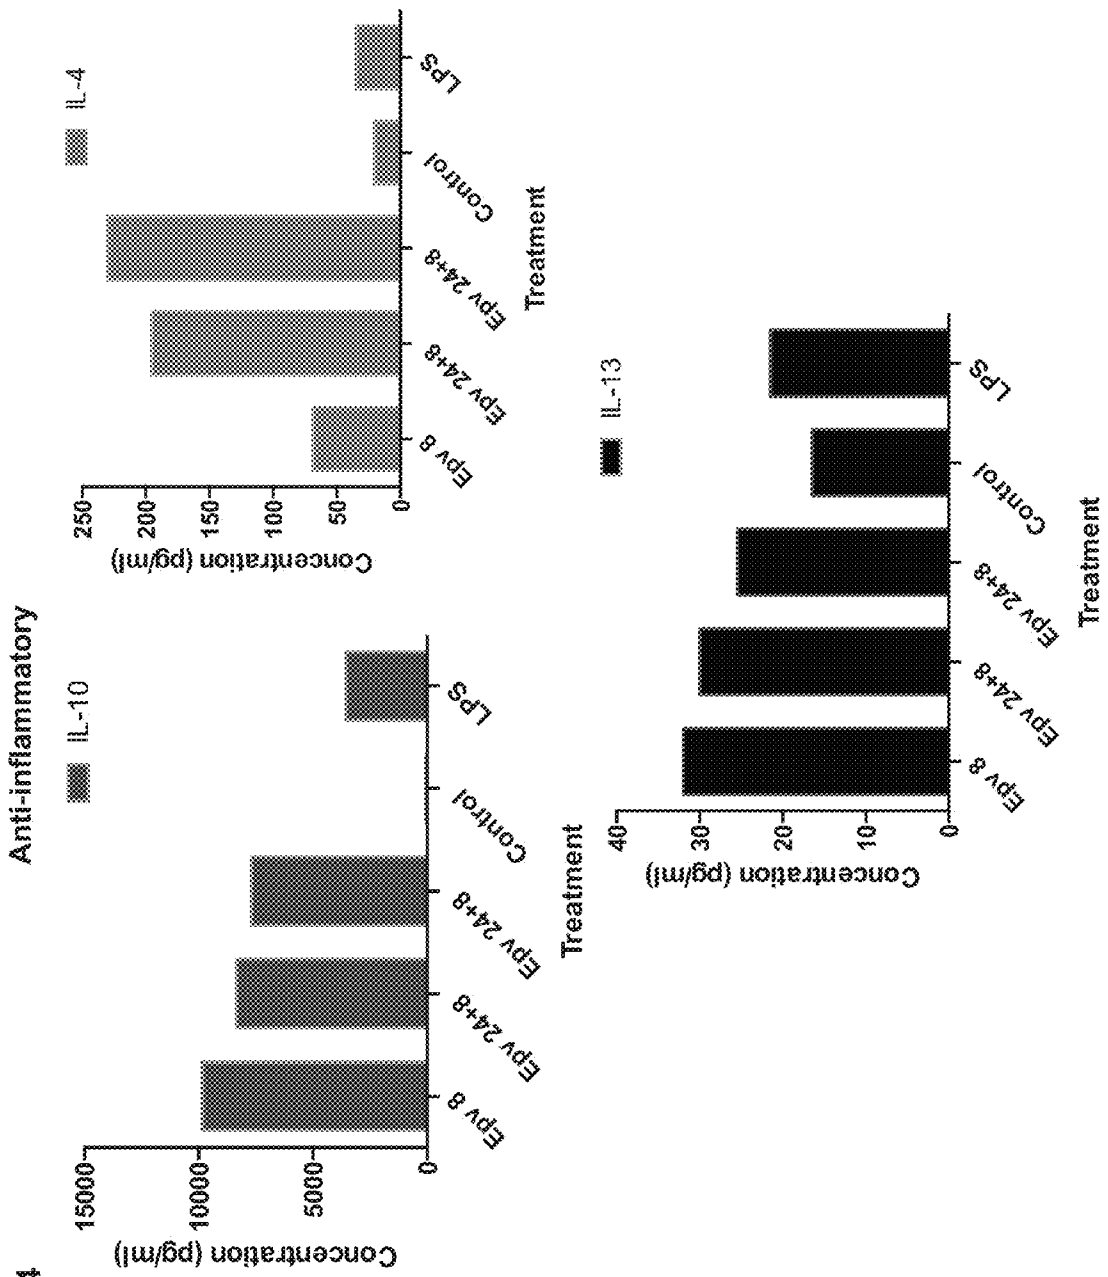 Anti-inflammatory
IL-10
Concentration (pg/ml)
15000
10000
5000
0
Epv 8
Epv 24+8
Epv 24+8
Control
LPS
Treatment
IL-4
Concentration (pg/ml)
250
200
150
100
50
0
Epv 8
Epv 24+8
Epv 24+8
Control
LPS
Treatment
IL-13
Concentration (pg/ml)
40
30
20
10
0
Epv 8
Epv 24+8
Epv 24+8
Control
LPS
Treatment